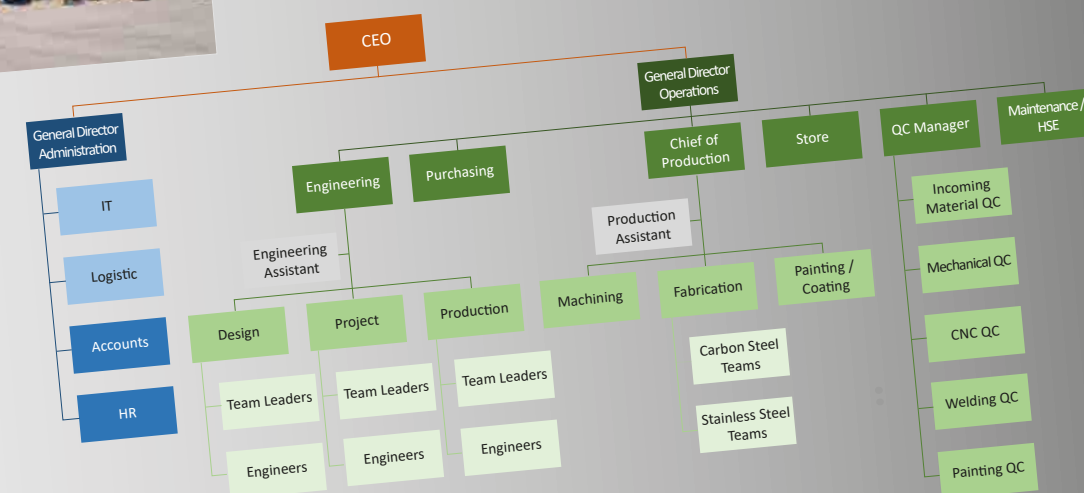 CEO
General Director
Administration
IT
Logistic
Accounts
HR
General Director
Operations
Engineering
Engineering
Assistant
Design
Team Leaders
Engineers
Project
Team Leaders
Engineers
Production
Team Leaders
Engineers
Purchasing
Chief of
Production
Production
Assistant
Machining
Fabrication
Carbon Steel
Teams
Stainless Steel
Teams
Painting /
Coating
Store
QC Manager
Incoming
Material QC
Mechanical QC
CNC QC
Welding QC
Painting QC
Maintenance /
HSE